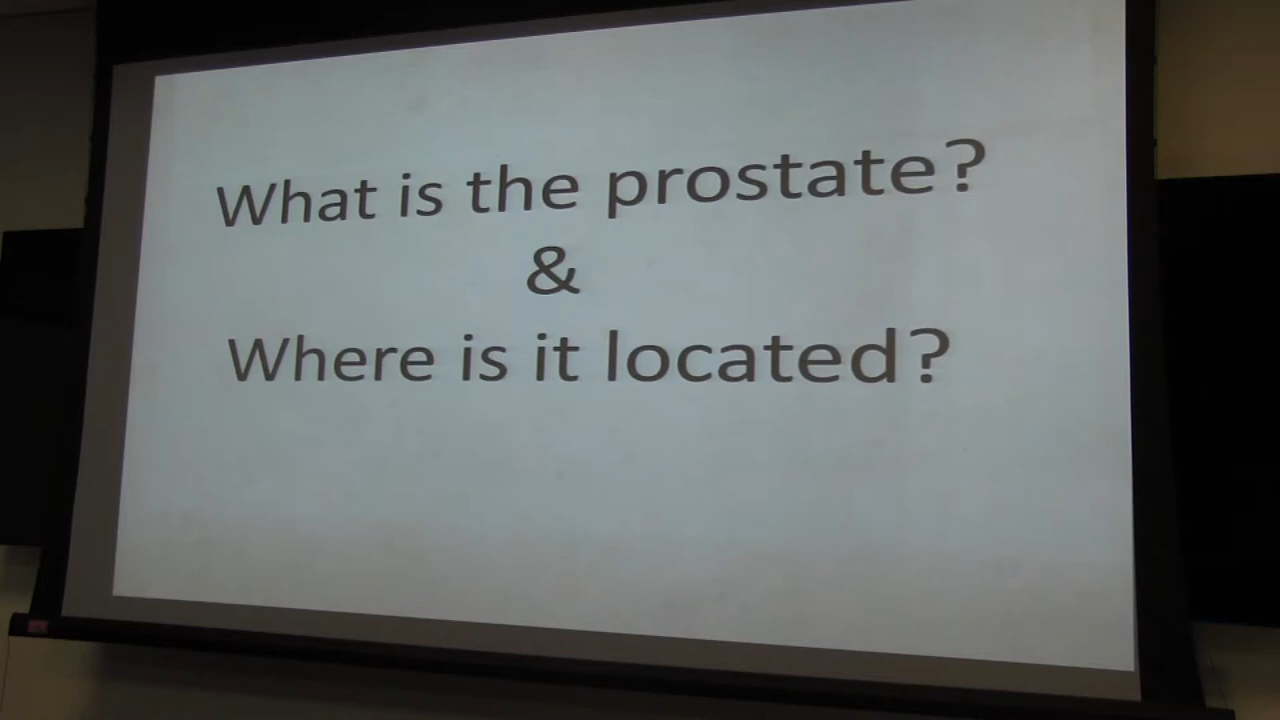 What is the prostate?
&
Where is it located?